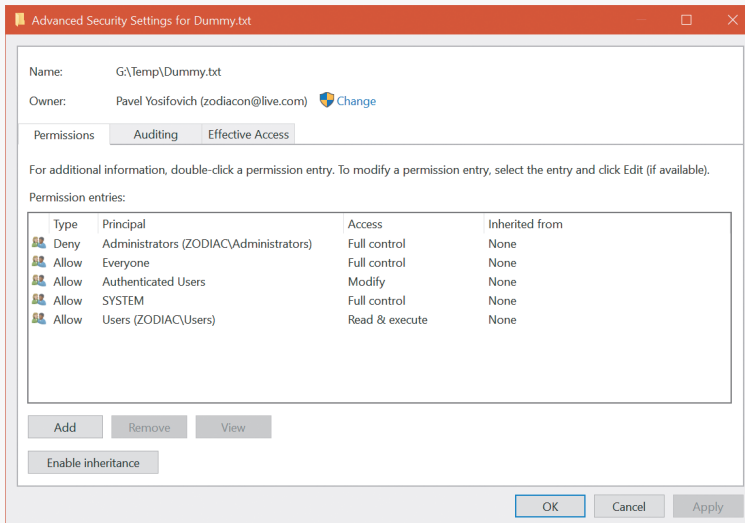 Advanced Security Settings for Dummy.txt
Name: G:\Temp\Dummy.txt
Owner: Pavel Yosifovich (zodiacon@live.com) Change
Permissions Auditing Effective Access
For additional information, double-click a permission entry. To modify a permission entry, select the entry and click Edit (if available).
Permission entries:
Type Principal Access Inherited from
Deny Administrators (ZODIAC\Administrators) Full control None
Allow Everyone Full control None
Allow Authenticated Users Modify None
Allow SYSTEM Full control None
Allow Users (ZODIAC\Users) Read & execute None
Add Remove View
Enable inheritance
OK Cancel Apply